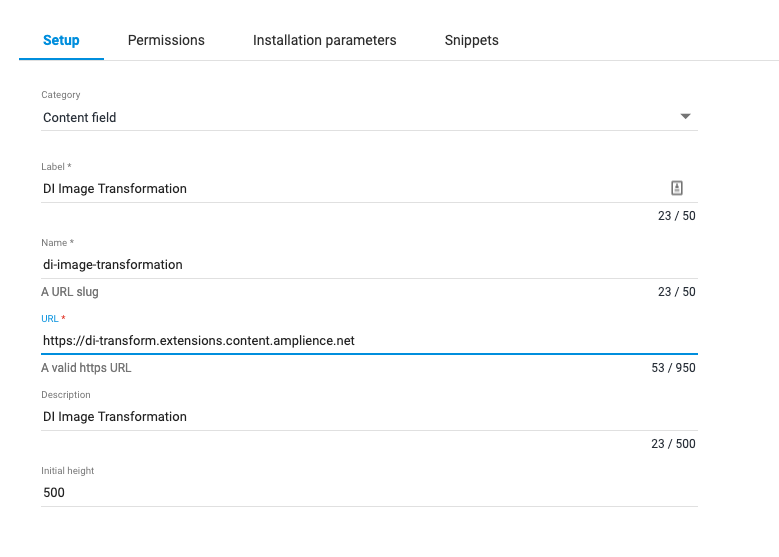 Setup Permissions Installation parameters Snippets
Category
Content field
Label *
DI Image Transformation
23 / 50
Name *
di-image-transformation
A URL slug 23 / 50
URL *
https://di-transform.extensions.content.amplience.net
A valid https URL 53 / 950
Description
DI Image Transformation
23 / 500
Initial height
500